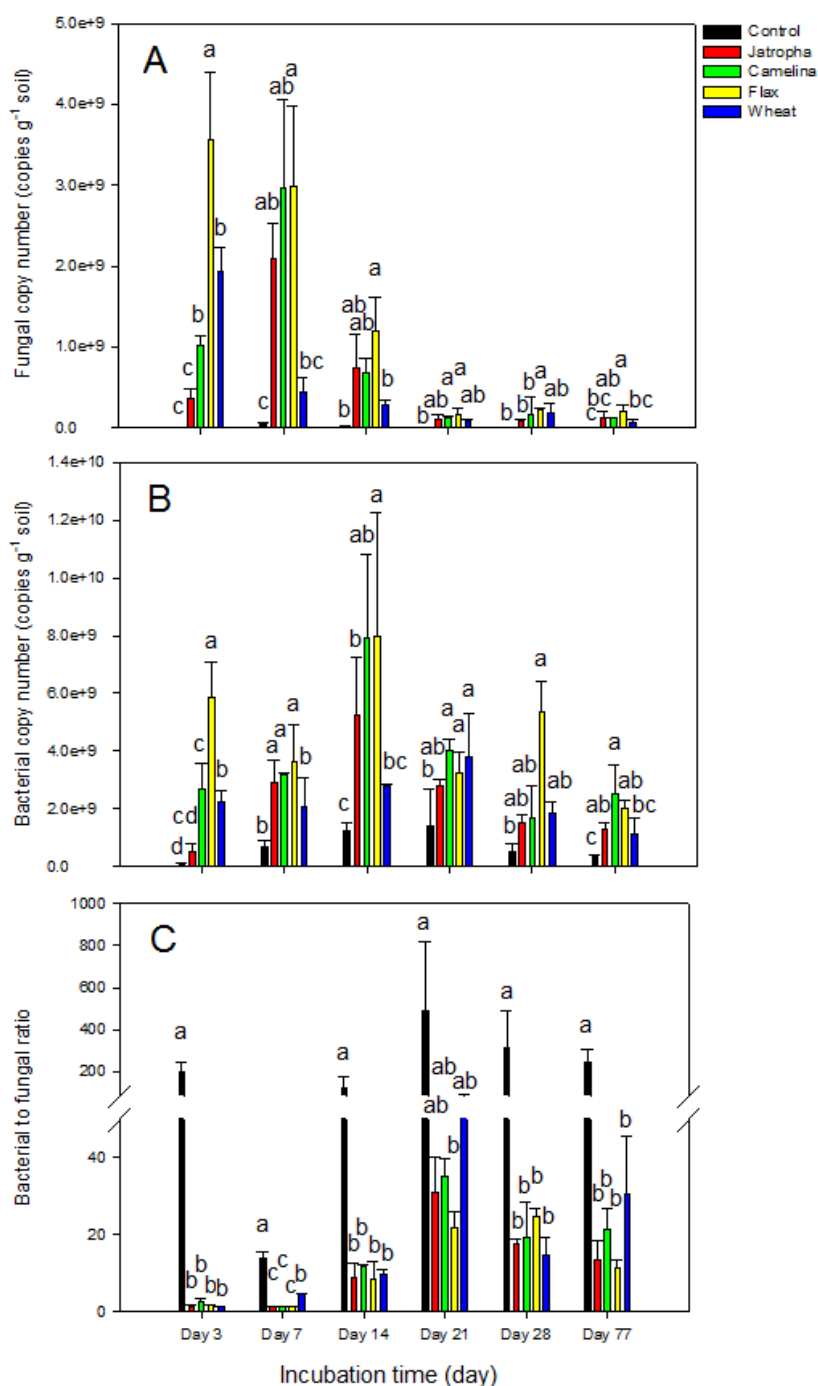 5.0e+9
4.0e+9
3.0e+9
2.0e+9
1.0e+9
0.0
Fungal copy number (copies g⁻¹ soil)
A
Control
Jatropha
Camelina
Flax
Wheat
c c b a b
c ab ab a bc
b ab ab a b
b ab a a ab
b b b a ab
c bc ab a bc
1.4e+10
1.2e+10
1.0e+10
8.0e+9
6.0e+9
4.0e+9
2.0e+9
0.0
Bacterial copy number (copies g⁻¹ soil)
B
d cd c a b
b a a a b
c b ab a bc
b ab a a a
b ab ab a ab
c ab a ab bc
1000
800
600
400
200
40
20
0
Bacterial to fungal ratio
C
a b b b b
a c c c b
a b b b b
a ab ab b ab
a b b b b
a b b b b
Day 3 Day 7 Day 14 Day 21 Day 28 Day 77
Incubation time (day)